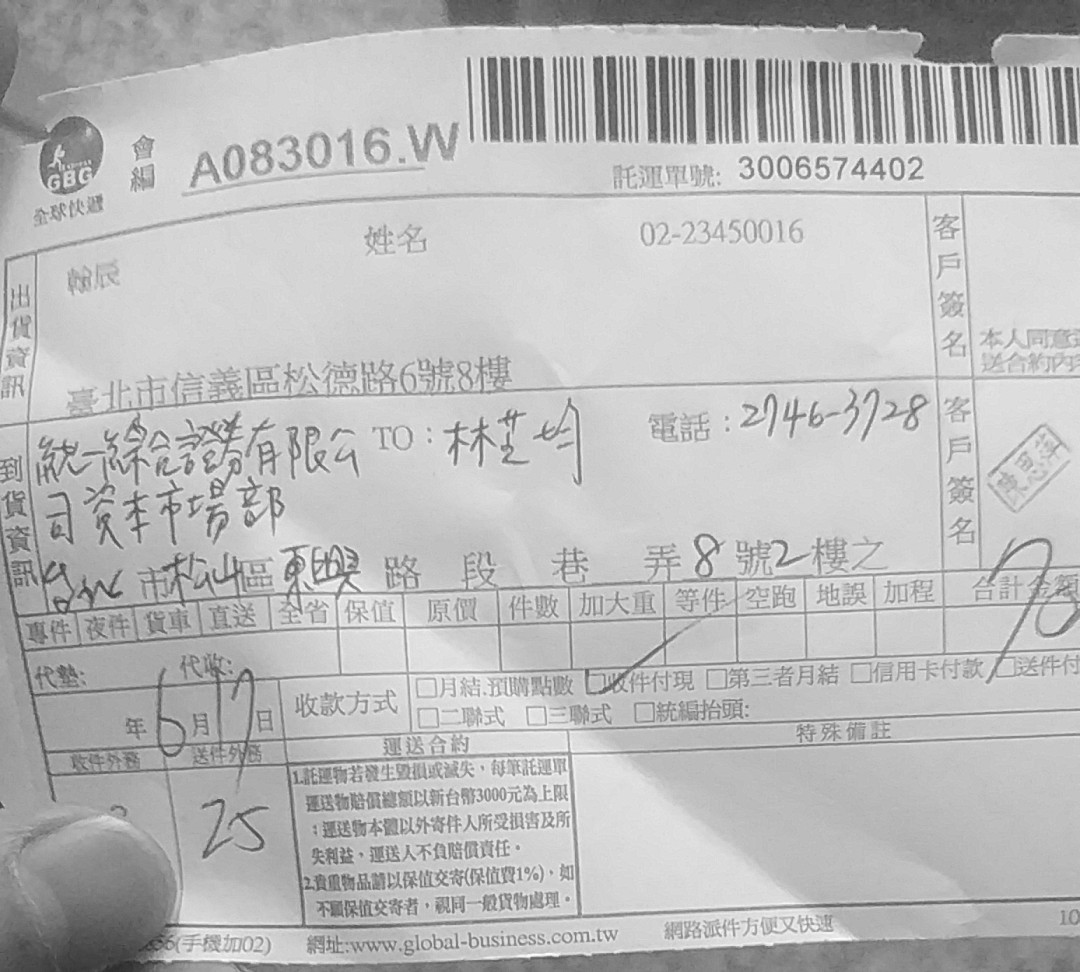 GBG
全球快遞
會編
A083016.W
託運單號: 3006574402
出貨資訊
翰辰
姓名
02-23450016
客戶簽名
本人同意
送合約內
臺北市信義區松德路6號8樓
到貨資訊
統一綜合證券有限公
TO：林芷均
電話：2746-3728
客戶簽名
司資本市場部
台北市松山區東興路 段 巷 弄8號2樓之
專件 夜件 貨車 直送 全省 保值 原價 件數 加大重 等件 空跑 地誤 加程 合計金額
70
代墊: 代收:
年6月17日
收款方式
□月結.預購點數 □收件付現 □第三者月結 □信用卡付款 □送件付
□二聯式 □三聯式 □統編抬頭:
收件外務 送件外務
運送合約
特殊備註
25
1.託運物若發生毀損或滅失，每筆託運單
運送物賠償總額以新台幣3000元為上限
；運送物本體以外寄件人所受損害及所
失利益，運送人不負賠償責任。
2.貴重物品請以保值交寄(保值費1%)，如
不願保值交寄者，視同一般貨物處理。
(手機加02) 網址:www.global-business.com.tw 網路派件方便又快速 10